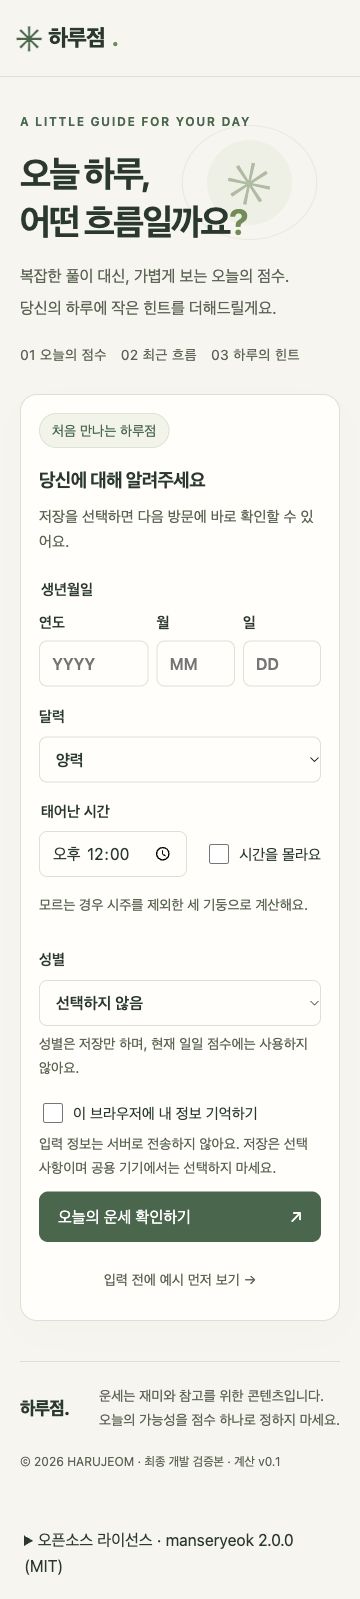 하루점 .
A LITTLE GUIDE FOR YOUR DAY
오늘 하루,
어떤 흐름일까요?
복잡한 풀이 대신, 가볍게 보는 오늘의 점수.
당신의 하루에 작은 힌트를 더해드릴게요.
01 오늘의 점수 02 최근 흐름 03 하루의 힌트
처음 만나는 하루점
당신에 대해 알려주세요
저장을 선택하면 다음 방문에 바로 확인할 수 있
어요.
생년월일
연도 월 일
YYYY MM DD
달력
양력
태어난 시간
오후 12:00 시간을 몰라요
모르는 경우 시주를 제외한 세 기둥으로 계산해요.
성별
선택하지 않음
성별은 저장만 하며, 현재 일일 점수에는 사용하지
않아요.
이 브라우저에 내 정보 기억하기
입력 정보는 서버로 전송하지 않아요. 저장은 선택
사항이며 공용 기기에서는 선택하지 마세요.
오늘의 운세 확인하기 ↗
입력 전에 예시 먼저 보기 →
하루점.
운세는 재미와 참고를 위한 콘텐츠입니다.
오늘의 가능성을 점수 하나로 정하지 마세요.
© 2026 HARUJEOM · 최종 개발 검증본 · 계산 v0.1
▶ 오픈소스 라이선스 · manseryeok 2.0.0
(MIT)